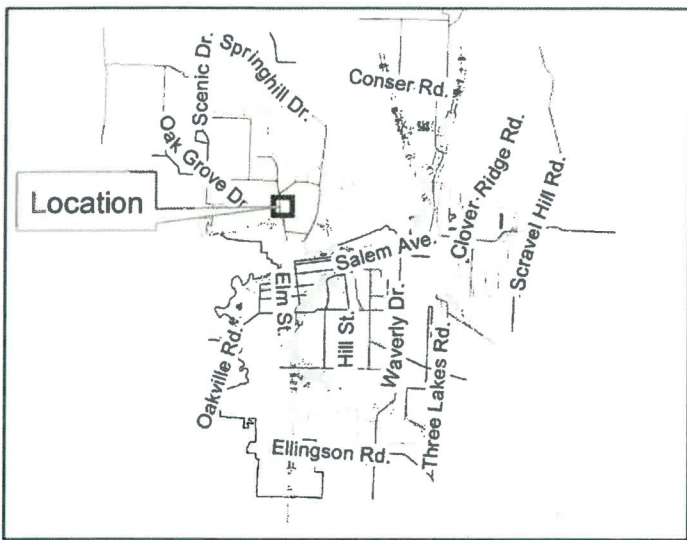 Springhill Dr.
Scenic Dr.
Conser Rd.
Oak Grove Dr.
Clover Ridge Rd.
Scravel Hill Rd.
Location
Salem Ave.
Elm St.
Hill St.
Waverly Dr.
Oakville Rd.
Three Lakes Rd.
Ellingson Rd.